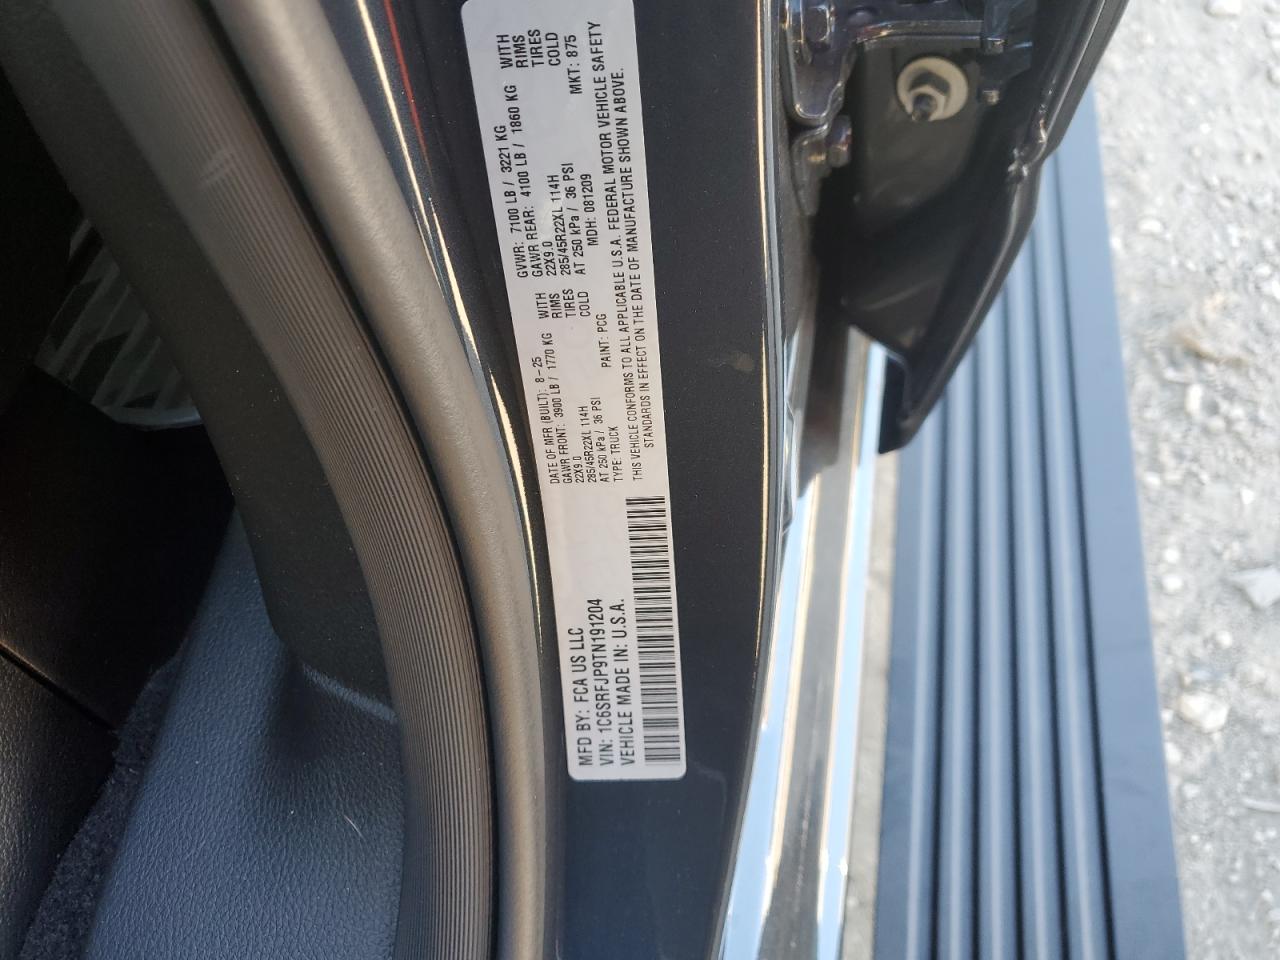 MFD BY: FCA US LLC
VIN: 1C6SRFJP9TN191204
VEHICLE MADE IN: U.S.A.
DATE OF MFR (BUILT): 8-25 GVWR: 7100 LB / 3221 KG
GAWR FRONT: 3900 LB / 1770 KG WITH GAWR REAR: 4100 LB / 1860 KG WITH
22X9.0 RIMS 22X9.0 RIMS
285/45R22XL 114H TIRES 285/45R22XL 114H TIRES
AT 250 kPa / 36 PSI COLD AT 250 kPa / 36 PSI COLD
TYPE: TRUCK PAINT: PCG MDH: 081209 MKT: 875
THIS VEHICLE CONFORMS TO ALL APPLICABLE U.S.A. FEDERAL MOTOR VEHICLE SAFETY
STANDARDS IN EFFECT ON THE DATE OF MANUFACTURE SHOWN ABOVE.